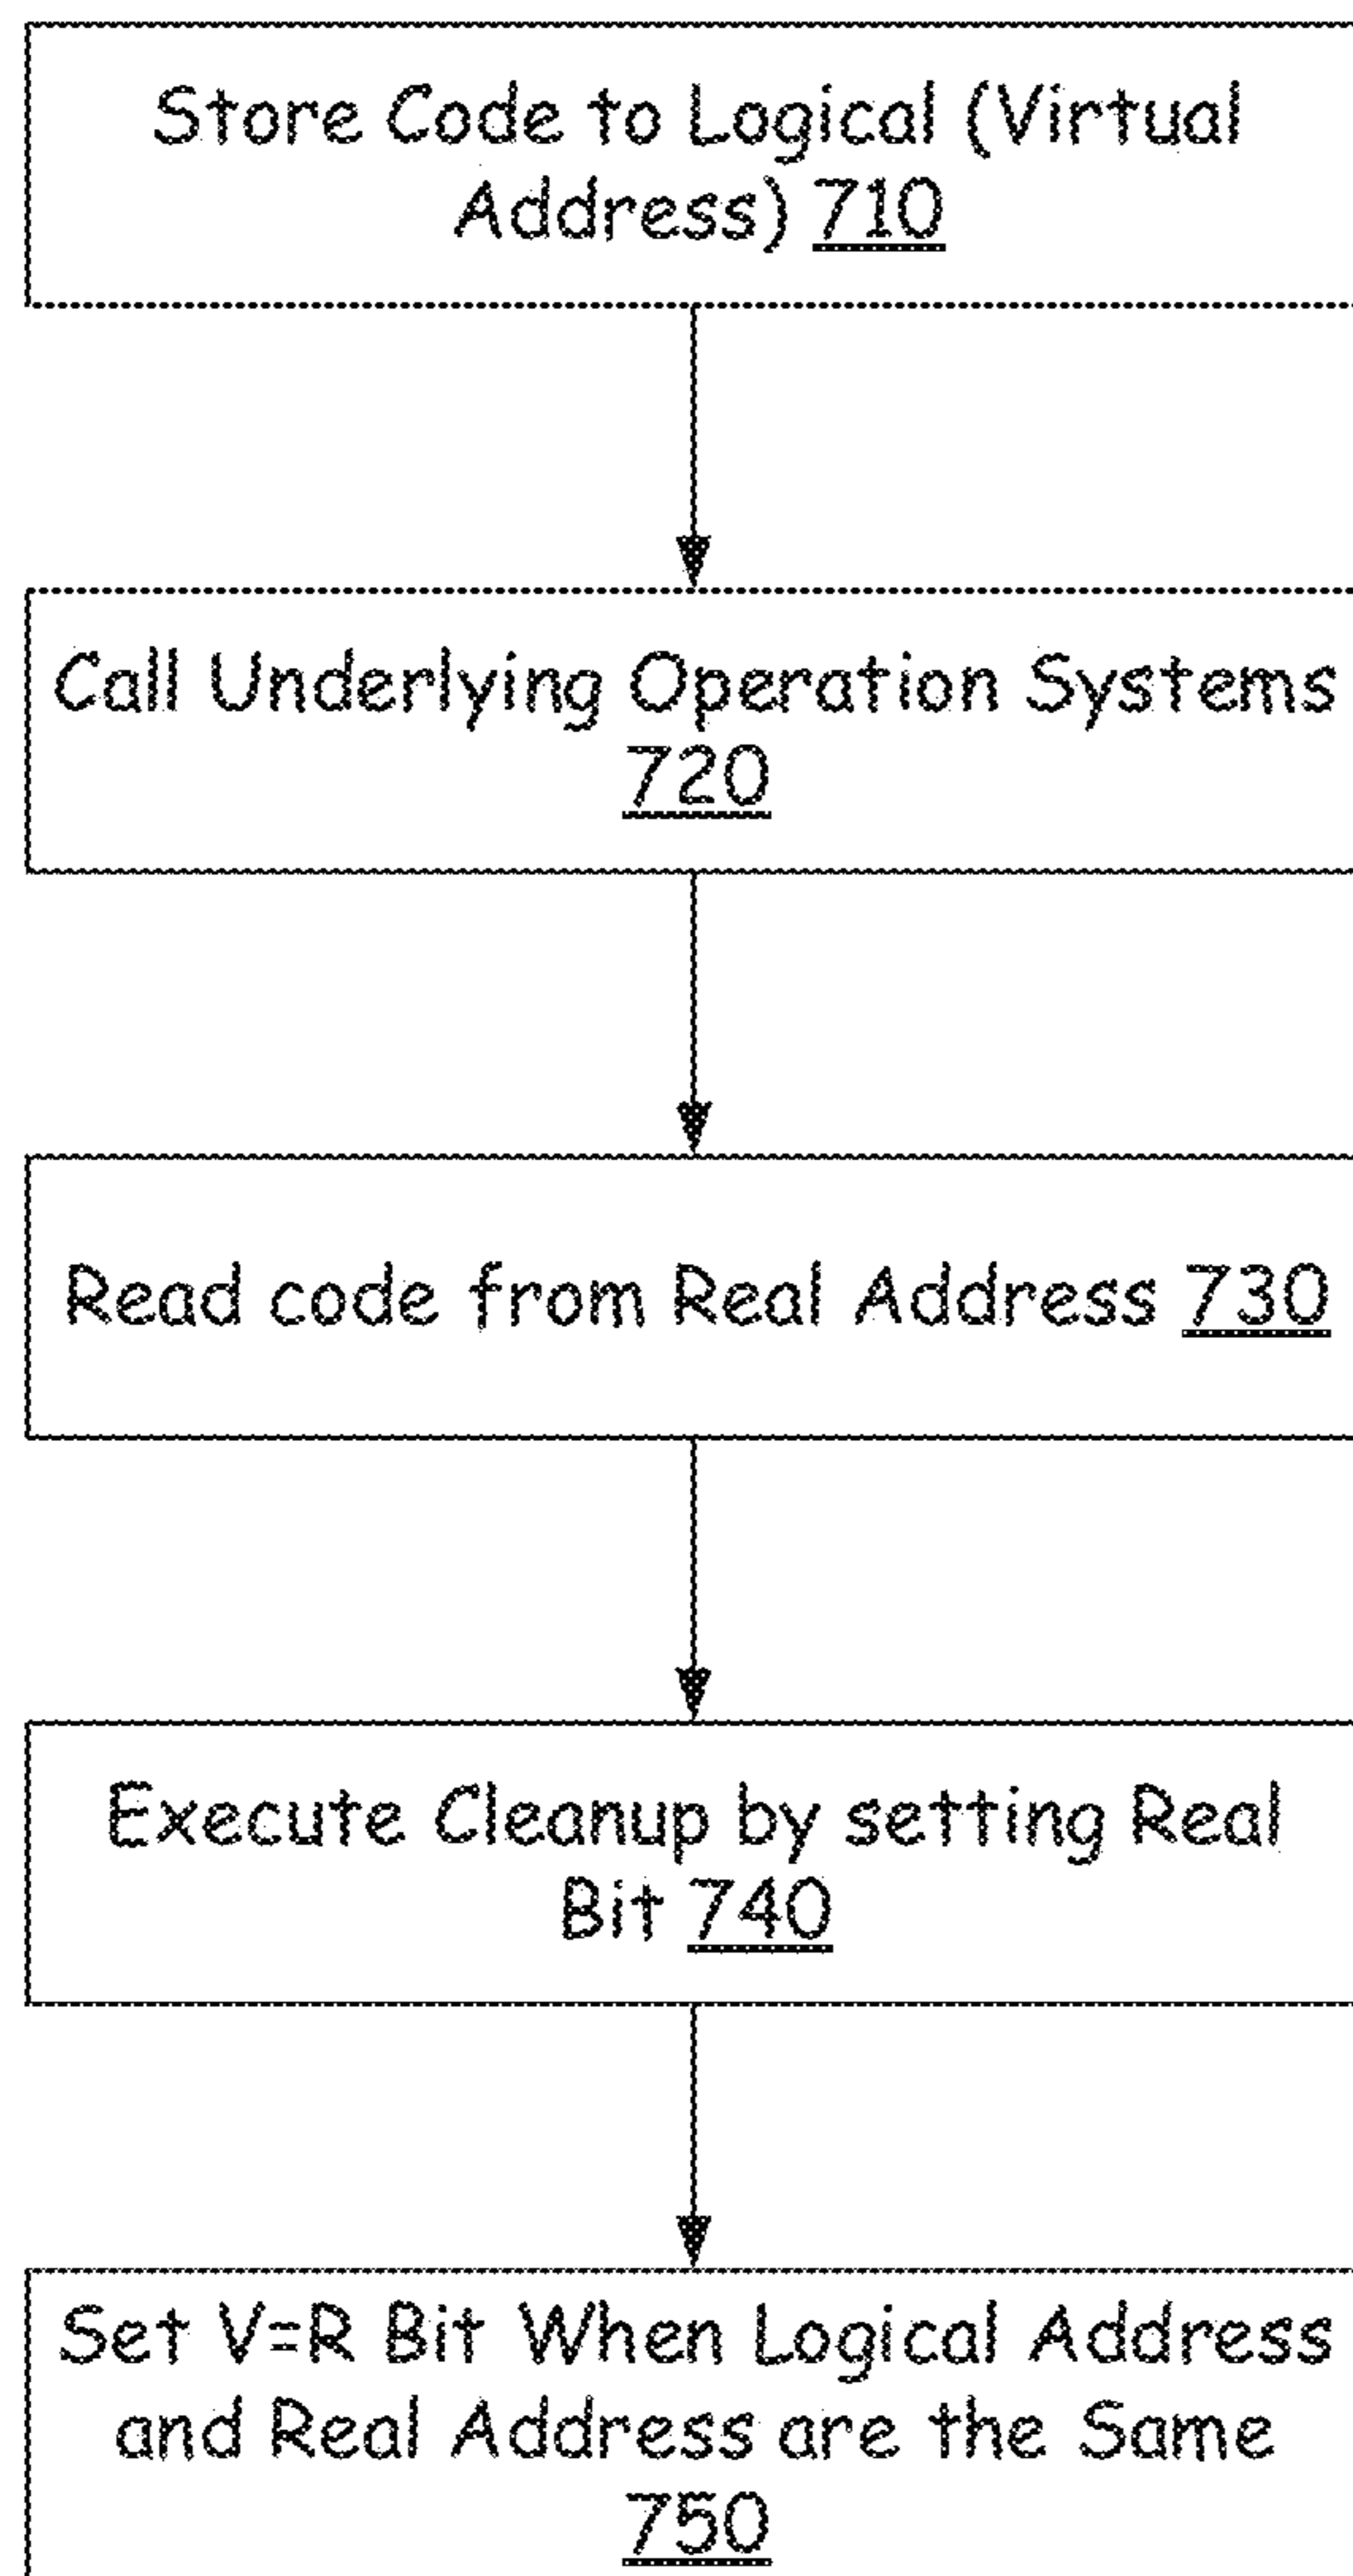 Store Code to Logical (Virtual
Address) 710
Call Underlying Operation Systems
720
Read code from Real Address 730
Execute Cleanup by setting Real
Bit 740
Set V=R Bit When Logical Address
and Real Address are the Same
750